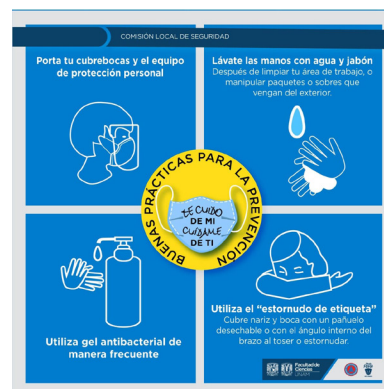 COMISIÓN LOCAL DE SEGURIDAD
Porta tu cubrebocas y el equipo
de protección personal
Lávate las manos con agua y jabón
Después de limpiar tu área de trabajo, o
manipular paquetes o sobres que
vengan del exterior.
BUENAS PRÁCTICAS PARA LA PREVENCIÓN
DE MI
CUÍDAME
DE TI
Utiliza gel antibacterial de
manera frecuente
Utiliza el “estornudo de etiqueta”
Cubre nariz y boca con un pañuelo
desechable o con el ángulo interno del
brazo al toser o estornudar.
Facultad de
Ciencias
UNAM